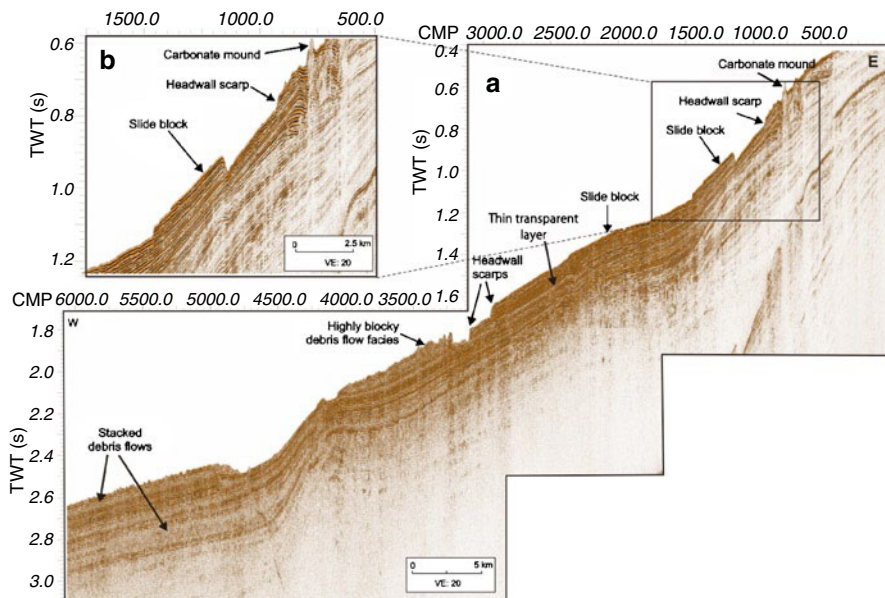 1500.0 1000.0 500.0
b
Carbonate mound
Headwall scarp
Slide block
TWT (s)
0.6
0.8
1.0
1.2
0 2.5 km
VE: 20
CMP 3000.0 2500.0 2000.0 1500.0 1000.0 500.0
a
E
Carbonate mound
Headwall scarp
Slide block
Slide block
Thin transparent
layer
Headwall
scarps
TWT (s)
0.4
0.6
0.8
1.0
1.2
1.4
1.6
CMP 6000.0 5500.0 5000.0 4500.0 4000.0 3500.0
W
Highly blocky
debris flow facies
Stacked
debris flows
TWT (s)
1.8
2.0
2.2
2.4
2.6
2.8
3.0
0 5 km
VE: 20